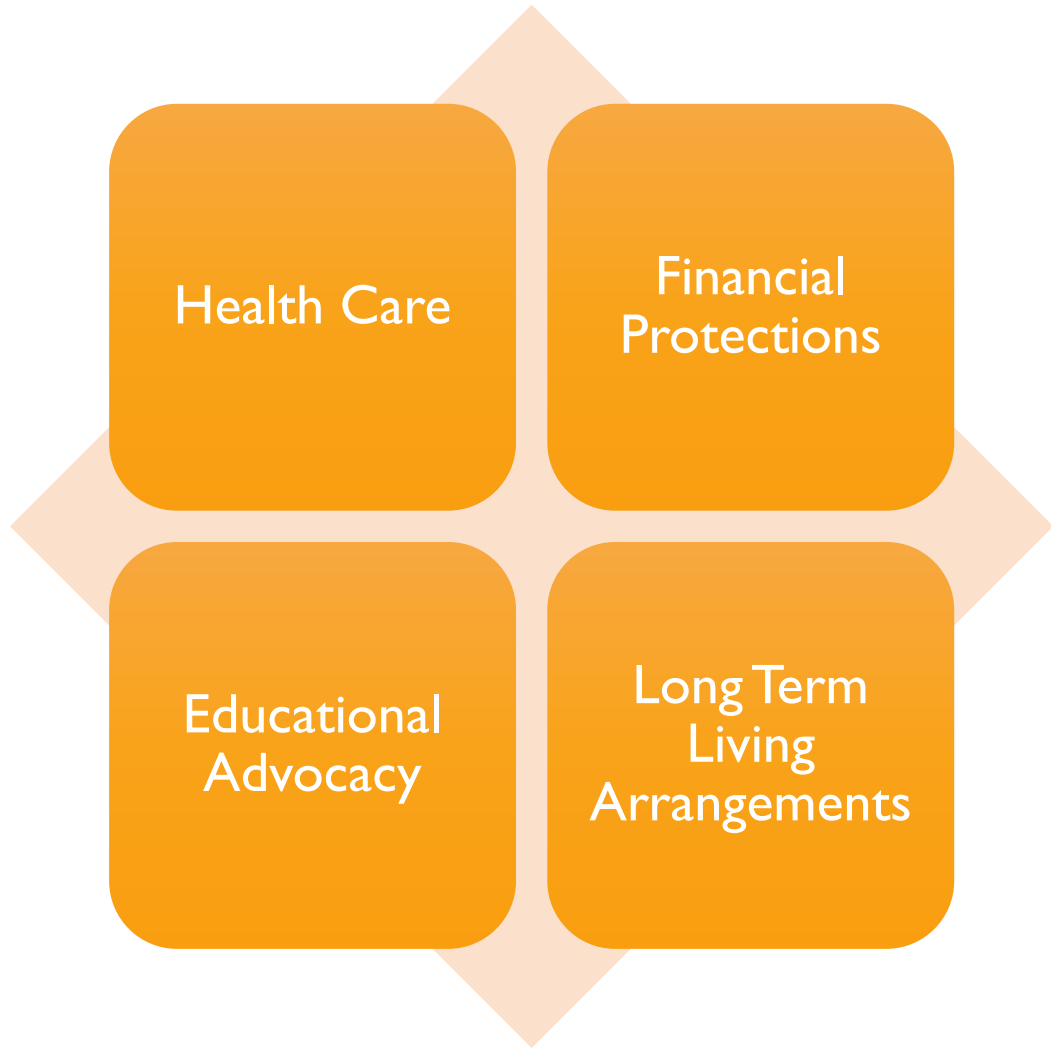 Health Care
Financial
Protections
Educational
Advocacy
Long Term
Living
Arrangements